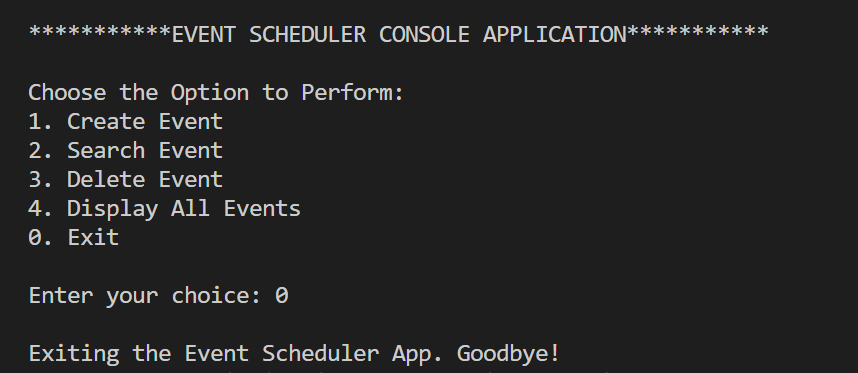 ***********EVENT SCHEDULER CONSOLE APPLICATION***********
Choose the Option to Perform:
1. Create Event
2. Search Event
3. Delete Event
4. Display All Events
0. Exit
Enter your choice: 0
Exiting the Event Scheduler App. Goodbye!